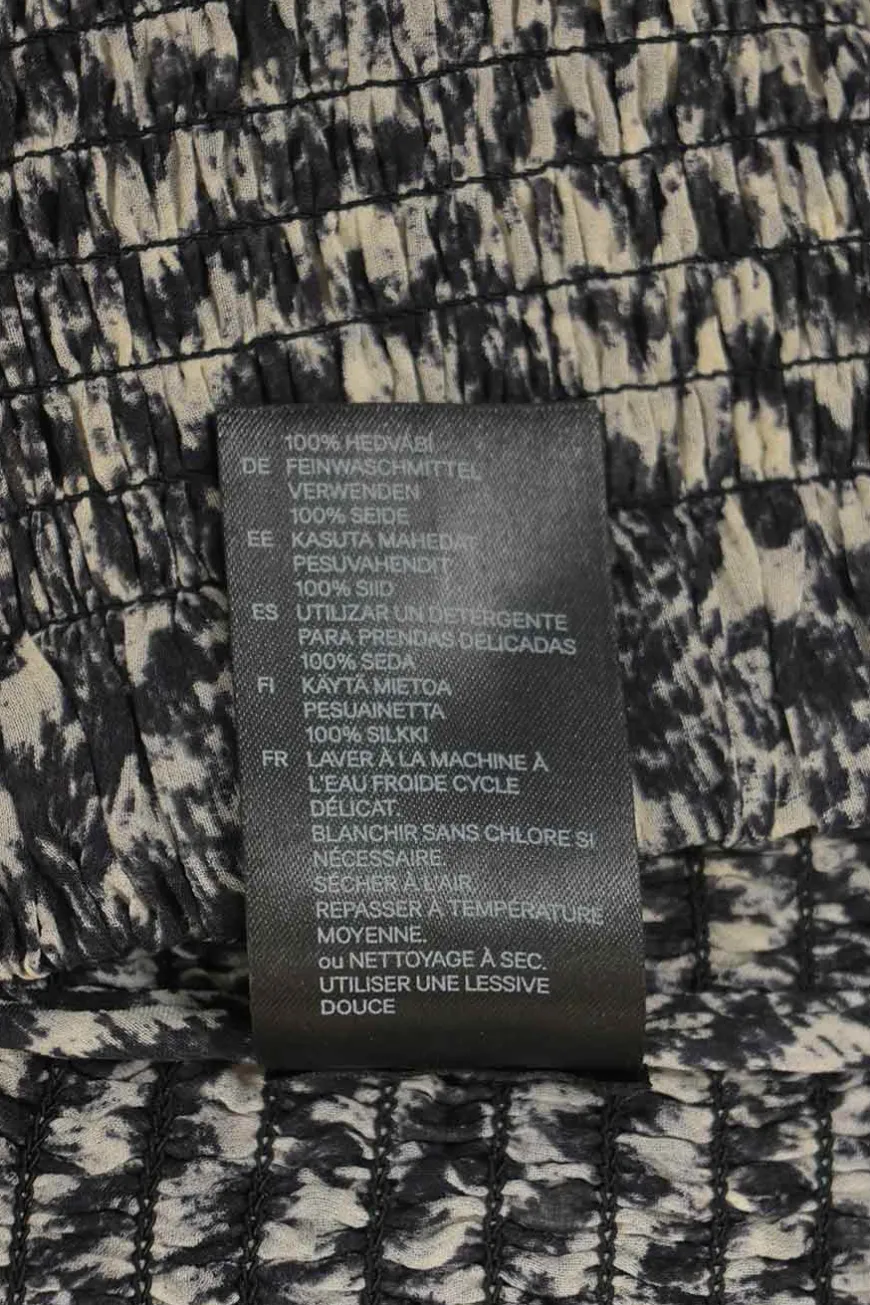 100% HEDVÁBÍ
DE FEINWASCHMITTEL
VERWENDEN
100% SEIDE
EE KASUTA MAHEDAT
PESUVAHENDIT
100% SIID
ES UTILIZAR UN DETERGENTE
PARA PRENDAS DELICADAS
100% SEDA
FI KÄYTÄ MIETOA
PESUAINETTA
100% SILKKI
FR LAVER À LA MACHINE À
L'EAU FROIDE CYCLE
DÉLICAT.
BLANCHIR SANS CHLORE SI
NÉCESSAIRE.
SÉCHER À L'AIR.
REPASSER À TEMPÉRATURE
MOYENNE.
ou NETTOYAGE À SEC.
UTILISER UNE LESSIVE
DOUCE